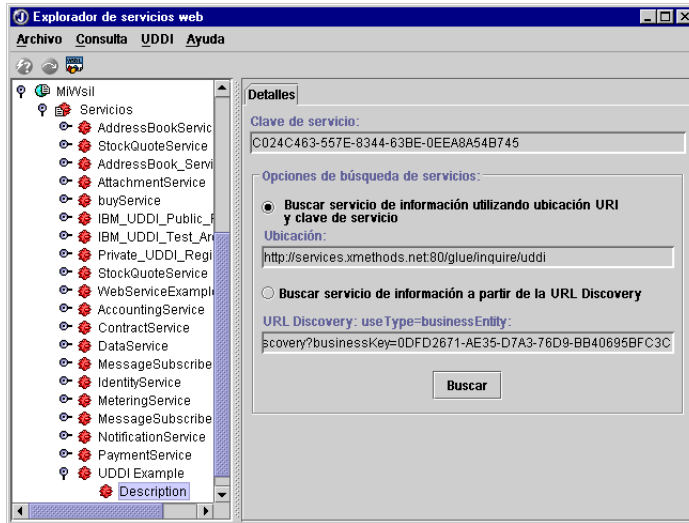 Explorador de servicios web
Archivo Consulta UDDI Ayuda
MiWsil
Servicios
AddressBookServic
StockQuoteService
AddressBook_Servi
AttachmentService
buyService
IBM_UDDI_Public_F
IBM_UDDI_Test_Ar
Private_UDDI_Regi
StockQuoteService
WebServiceExampl
AccountingService
ContractService
DataService
MessageSubscribe
IdentityService
MeteringService
MessageSubscribe
NotificationService
PaymentService
UDDI Example
Description
Detalles
Clave de servicio:
C024C463-557E-8344-63BE-0EEA8A54B745
Opciones de búsqueda de servicios:
Buscar servicio de información utilizando ubicación URI
y clave de servicio
Ubicación:
http://services.xmethods.net:80/glue/inquire/uddi
Buscar servicio de información a partir de la URL Discovery
URL Discovery: useType=businessEntity:
scovery?businessKey=0DFD2671-AE35-D7A3-76D9-BB40695BFC3C
Buscar